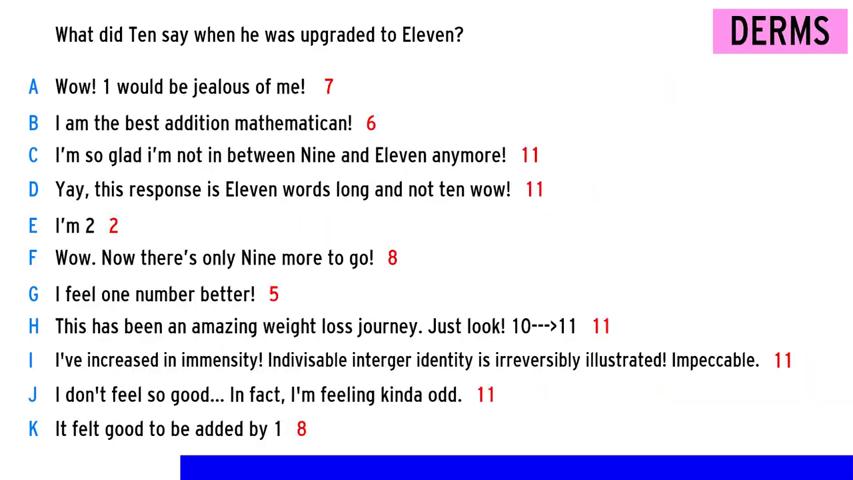 What did Ten say when he was upgraded to Eleven?
DERMS
A Wow! 1 would be jealous of me! 7
B I am the best addition mathematican! 6
C I'm so glad i'm not in between Nine and Eleven anymore! 11
D Yay, this response is Eleven words long and not ten wow! 11
E I'm 2 2
F Wow. Now there's only Nine more to go! 8
G I feel one number better! 5
H This has been an amazing weight loss journey. Just look! 10--->11 11
I I've increased in immensity! Indivisable interger identity is irreversibly illustrated! Impeccable. 11
J I don't feel so good... In fact, I'm feeling kinda odd. 11
K It felt good to be added by 1 8